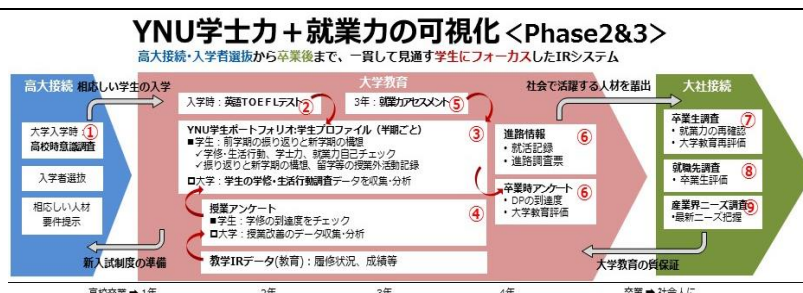 YNU学士力＋就業力の可視化<Phase2&3>
高大接続・入学者選抜から卒業後まで、一貫して見通す学生にフォーカスしたIRシステム
高大接続
相応しい学生の入学
大学教育
社会で活躍する人材を輩出
大社接続
大学入学時：①
高校時意識調査
入学者選抜
相応しい人材
要件提示
新入試制度の準備
入学時：英語TOEFLテスト②
3年：就業力アセスメント⑤
YNU学生ポートフォリオ:学生プロファイル（半期ごと）③
■学生：前学期の振り返りと新学期の構想
✓学修・生活行動、学士力、就業力自己チェック
✓振り返りと新学期の構想、留学等の授業外活動記録
□大学：学生の学修・生活行動調査データを収集・分析
授業アンケート④
■学生：学修の到達度をチェック
□大学：授業改善のデータ収集・分析
教学IRデータ(教育)：履修状況、成績等
進路情報⑥
・就活記録
・進路調査票
卒業時アンケート⑥
・DPの到達度
・大学教育評価
大学教育の質保証
卒業生調査⑦
・就業力の再確認
・大学教育再評価
就職先調査⑧
・卒業生評価
産業界ニーズ調査⑨
・最新ニーズ把握
高校卒業➡1年 2年 3年 4年 卒業➡社会人に